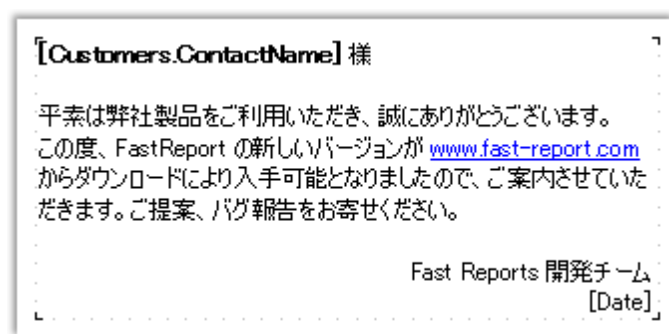 [Customers.ContactName] 様
平素は弊社製品をご利用いただき、誠にありがとうございます。
この度、FastReport の新しいバージョンが www.fast-report.com
からダウンロードにより入手可能となりましたので、ご案内させていた
だきます。ご提案、バグ報告をお寄せください。
Fast Reports 開発チーム
[Date]